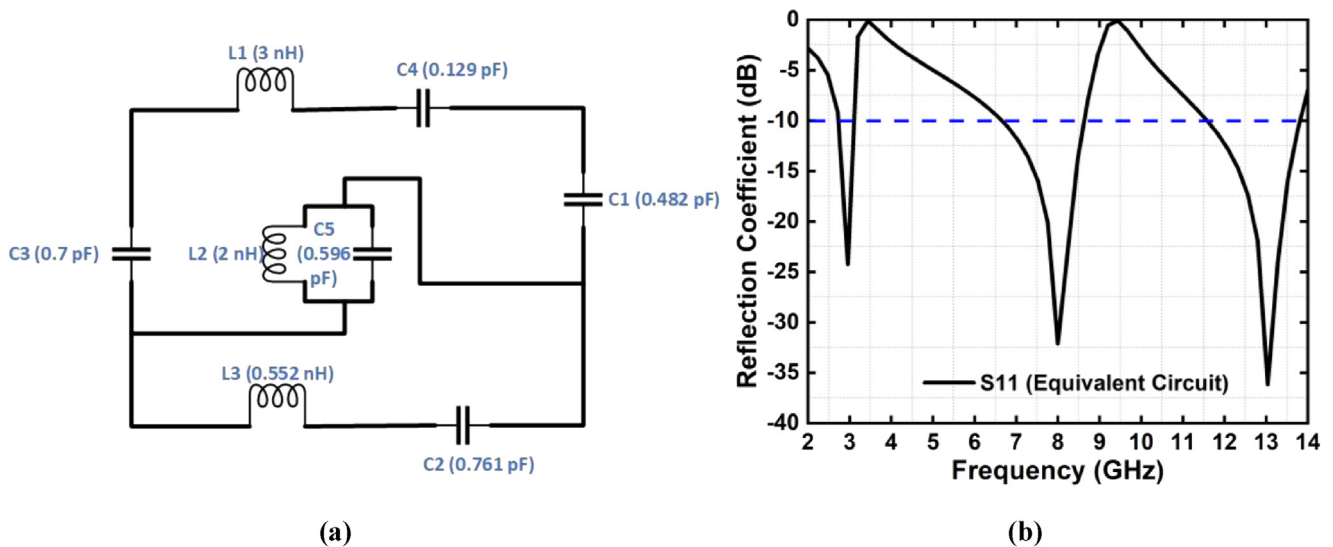 L1 (3 nH)
C4 (0.129 pF)
C1 (0.482 pF)
C5
L2 (2 nH)
(0.596
pF)
C3 (0.7 pF)
L3 (0.552 nH)
C2 (0.761 pF)
(a)
Reflection Coefficient (dB)
0
-5
-10
-15
-20
-25
-30
-35
-40
S11 (Equivalent Circuit)
2 3 4 5 6 7 8 9 10 11 12 13 14
Frequency (GHz)
(b)